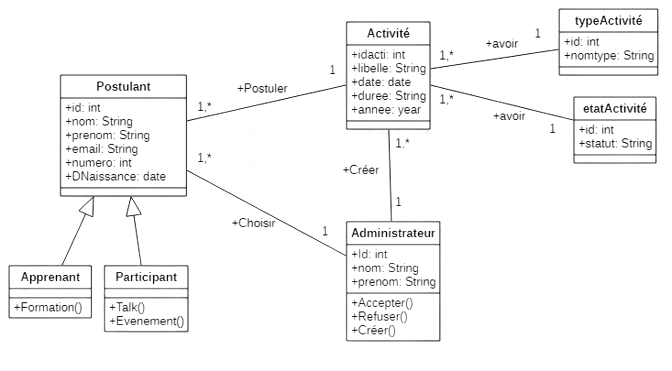 typeActivité
+id: int
+nomtype: String
Activité
+idacti: int
+libelle: String
+date: date
+duree: String
+annee: year
1
+avoir
1,*
1,*
+avoir
1
etatActivité
+id: int
+statut: String
Postulant
+id: int
+nom: String
+prenom: String
+email: String
+numero: int
+DNaissance: date
+Postuler
1
1,*
1,*
+Choisir
1
1.*
+Créer
1
Administrateur
+Id: int
+nom: String
+prenom: String
+Accepter()
+Refuser()
+Créer()
Apprenant
+Formation()
Participant
+Talk()
+Evenement()